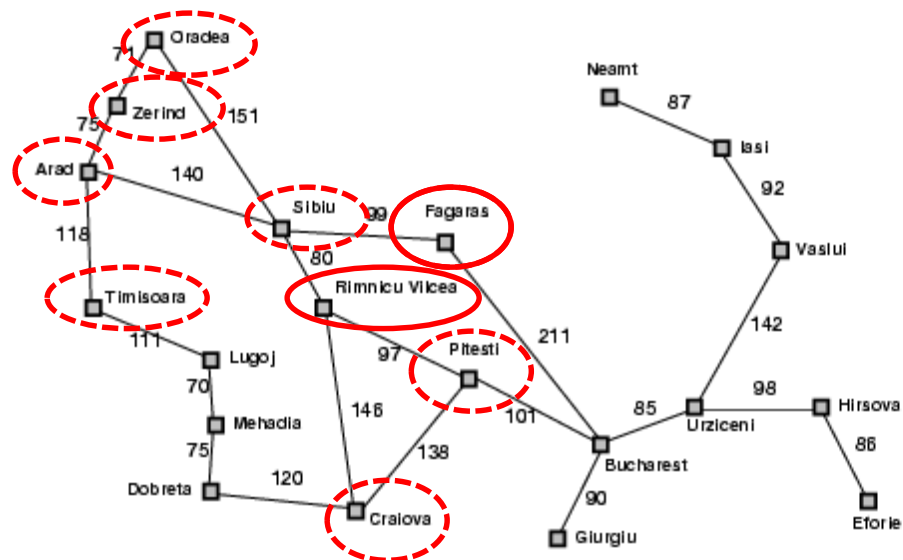 Oradea
71
Neamt
87
Zerind
75
151
Iasi
Arad
140
92
Sibiu
99
Fagaras
118
80
Vaslui
Timisoara
Rimnicu Vilcea
142
111
211
Lugoj
97
Pitesti
70
98
Hirsova
146
101
85
Urziceni
Mehadia
75
138
86
Bucharest
Dobreta
120
90
Craiova
Eforie
Giurgiu